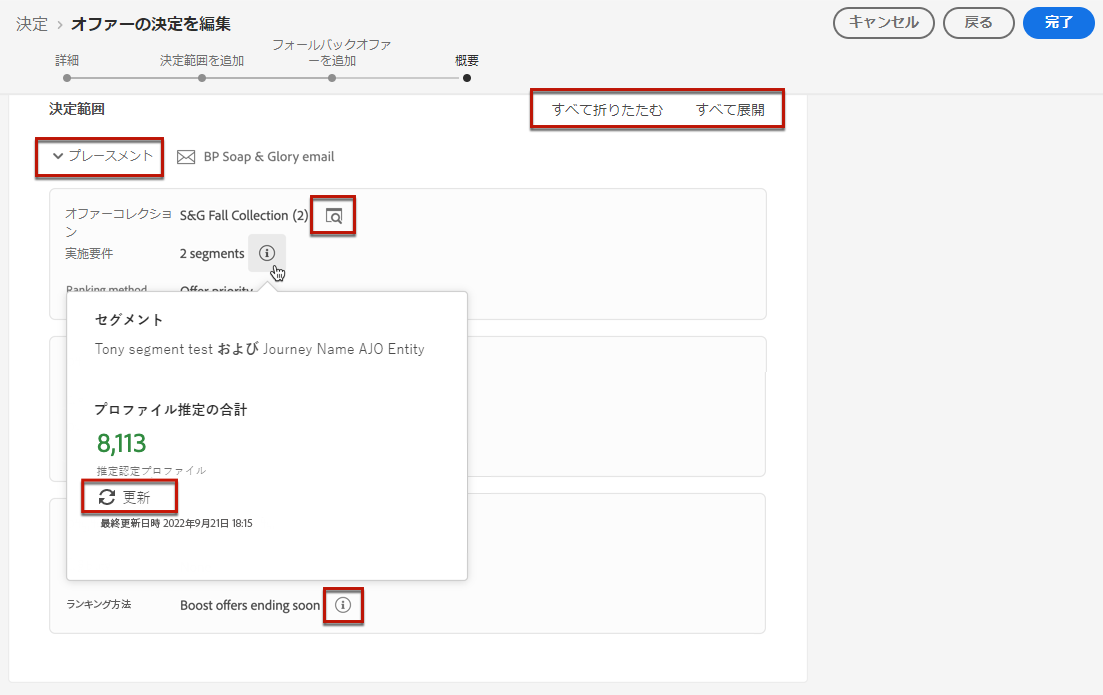 決定 › オファーの決定を編集
キャンセル
戻る
完了
詳細
決定範囲を追加
フォールバックオファ
ーを追加
概要
決定範囲
すべて折りたたむ
すべて展開
プレースメント
BP Soap & Glory email
オファーコレクショ
ン
S&G Fall Collection (2)
実施要件
2 segments
Ranking method
Offer priority
セグメント
Tony segment test および Journey Name AJO Entity
プロファイル推定の合計
8,113
推定認定プロファイル
更新
最終更新日時 2022年9月21日 18:15
ランキング方法
Boost offers ending soon